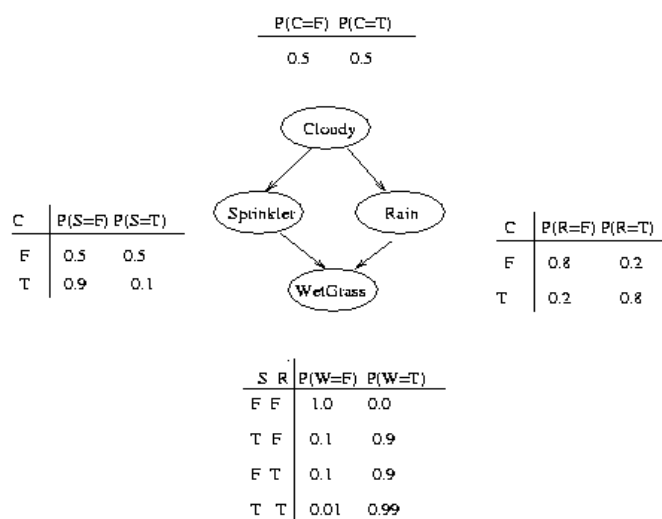 P(C=F) P(C=T)
0.5 0.5
Cloudy
Sprinkler
Rain
WetGrass
C P(S=F) P(S=T)
F 0.5 0.5
T 0.9 0.1
C P(R=F) P(R=T)
F 0.8 0.2
T 0.2 0.8
S R P(W=F) P(W=T)
F F 1.0 0.0
T F 0.1 0.9
F T 0.1 0.9
T T 0.01 0.99